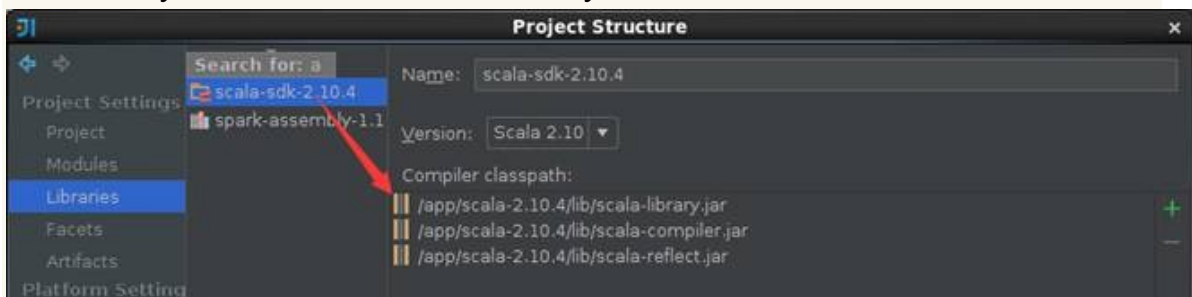 Project Structure
Search for: a
Project Settings
Project
Modules
Libraries
Facets
Artifacts
Platform Setting
scala-sdk-2.10.4
spark-assembly-1.1
Name: scala-sdk-2.10.4
Version: Scala 2.10
Compiler classpath:
/app/scala-2.10.4/lib/scala-library.jar
/app/scala-2.10.4/lib/scala-compiler.jar
/app/scala-2.10.4/lib/scala-reflect.jar